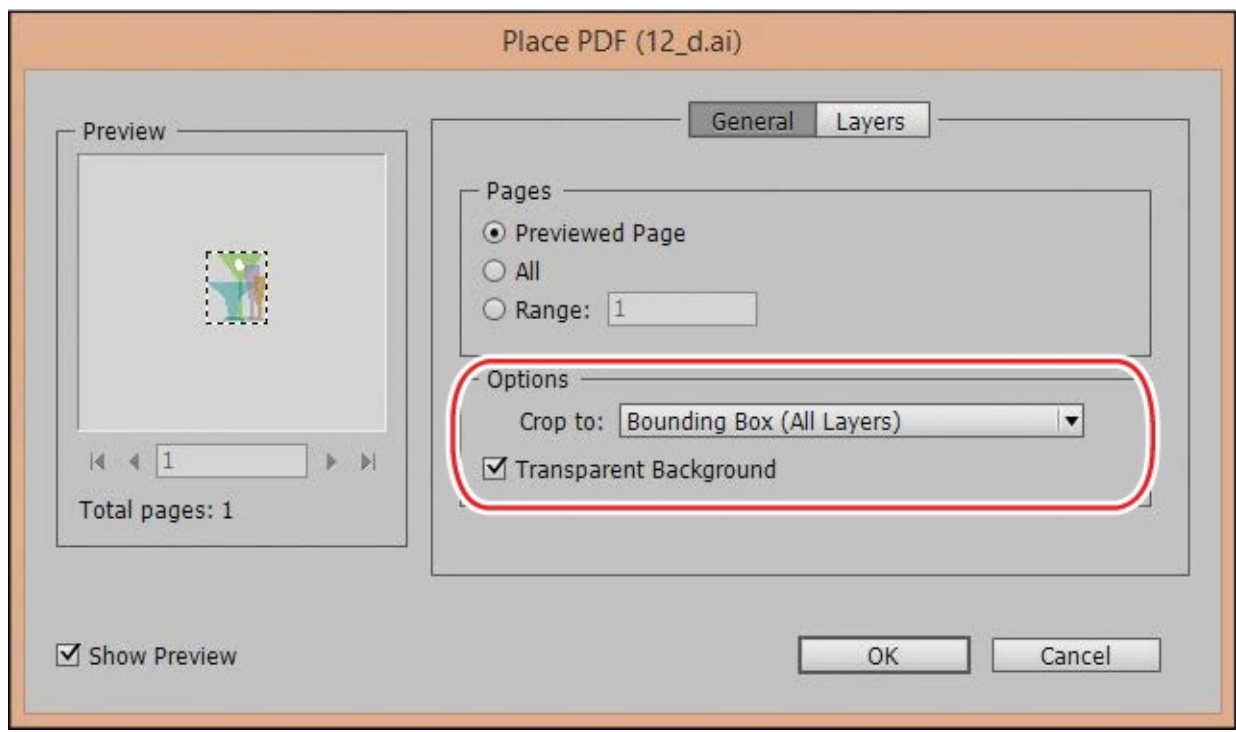 Place PDF (12_d.ai)
Preview
1
Total pages: 1
General Layers
Pages
Previewed Page
All
Range: 1
Options
Crop to: Bounding Box (All Layers)
Transparent Background
Show Preview
OK Cancel